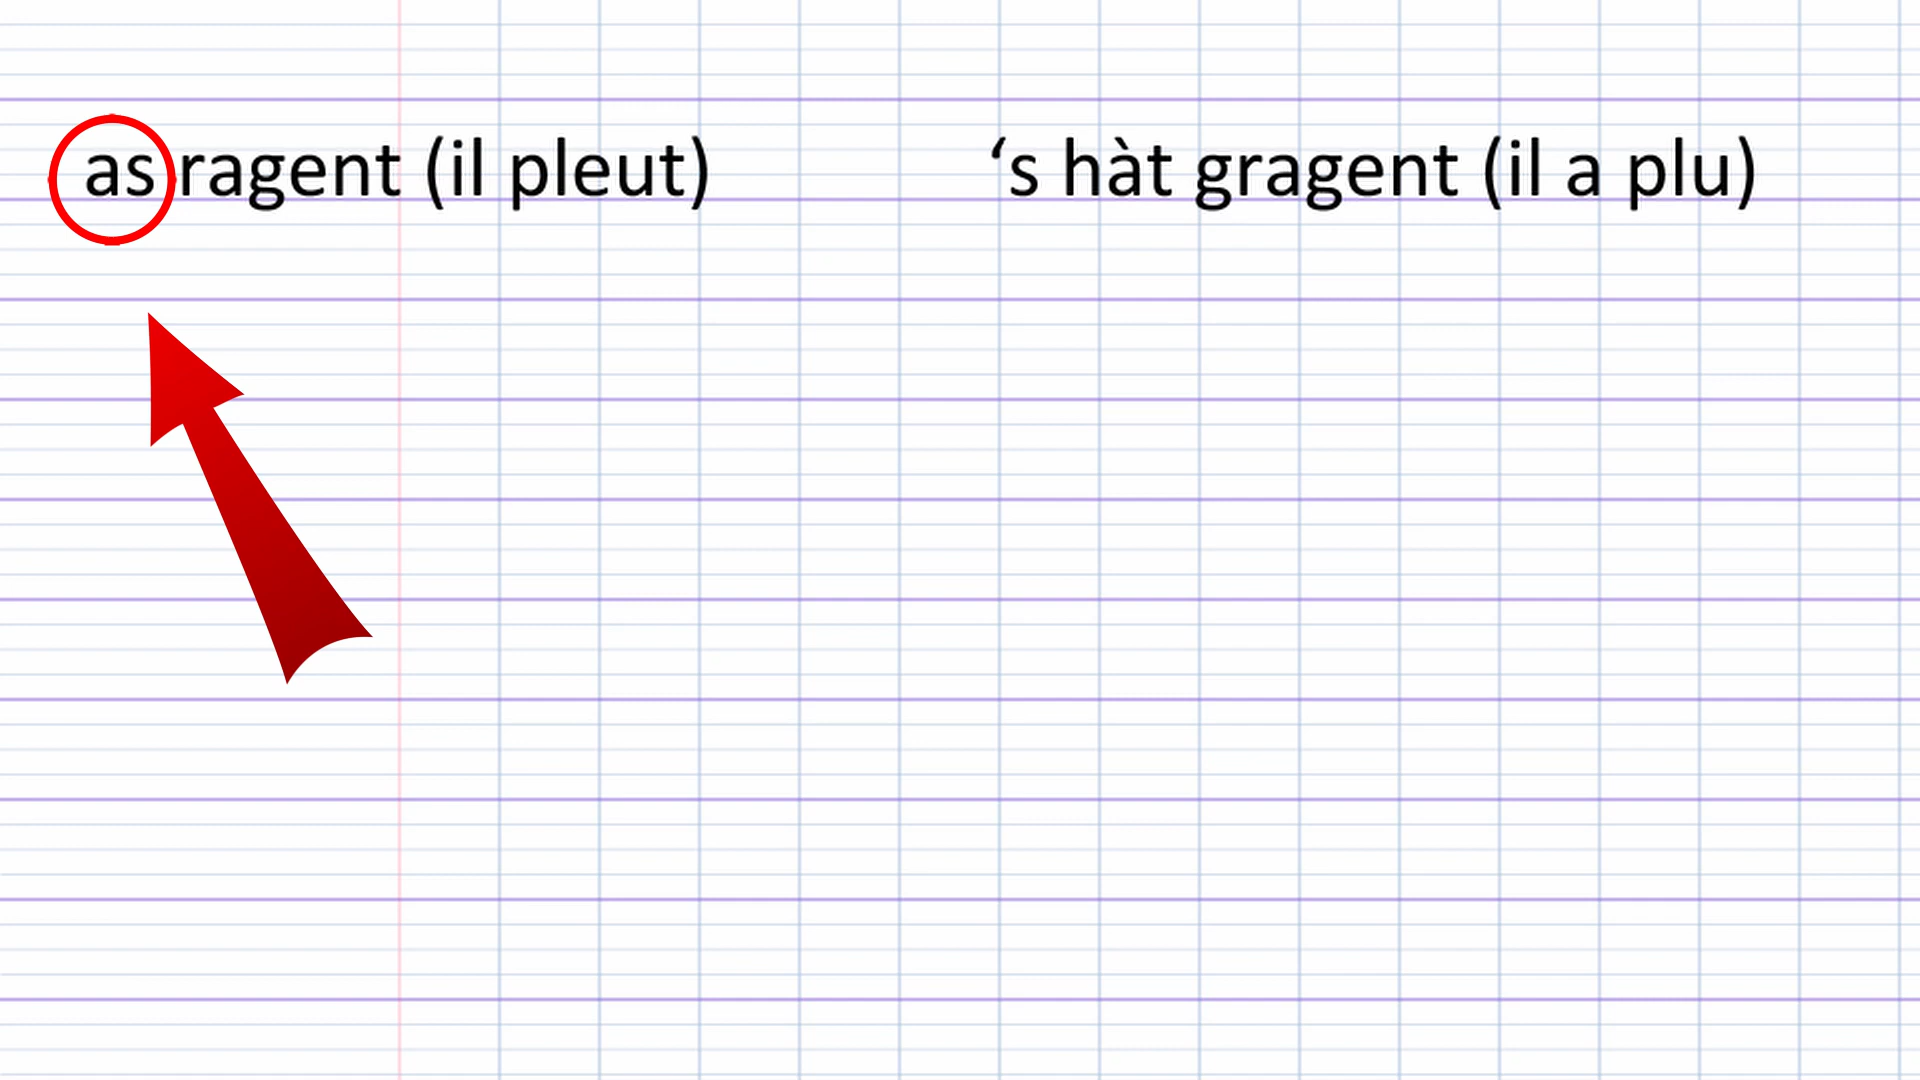 as ragent (il pleut) ‘s hàt gragent (il a plu)